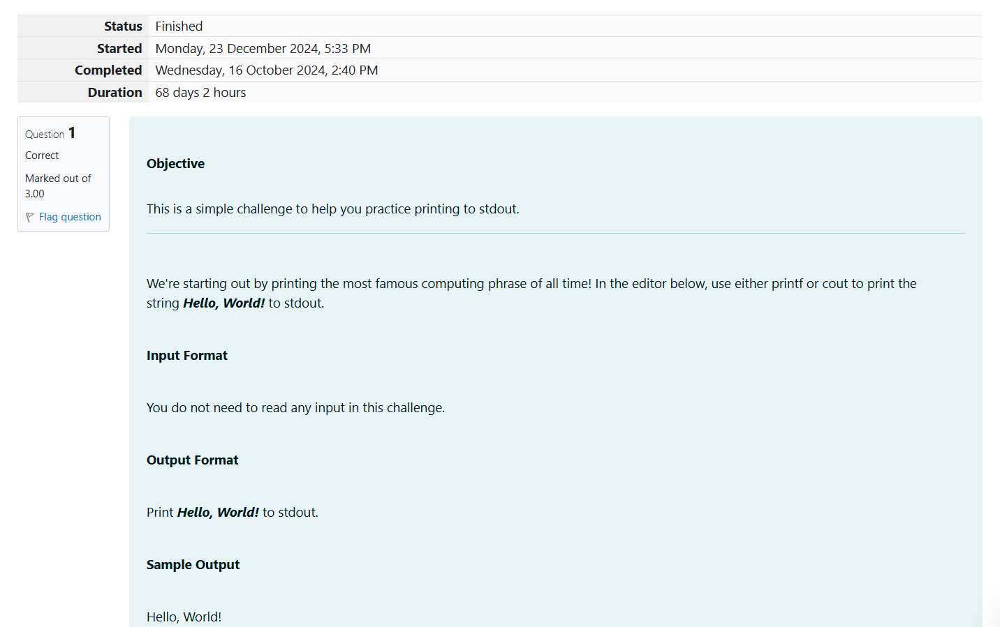 Status Finished
Started Monday, 23 December 2024, 5:33 PM
Completed Wednesday, 16 October 2024, 2:40 PM
Duration 68 days 2 hours
Question 1
Correct
Marked out of
3.00
Flag question
Objective
This is a simple challenge to help you practice printing to stdout.
We're starting out by printing the most famous computing phrase of all time! In the editor below, use either printf or cout to print the
string Hello, World! to stdout.
Input Format
You do not need to read any input in this challenge.
Output Format
Print Hello, World! to stdout.
Sample Output
Hello, World!